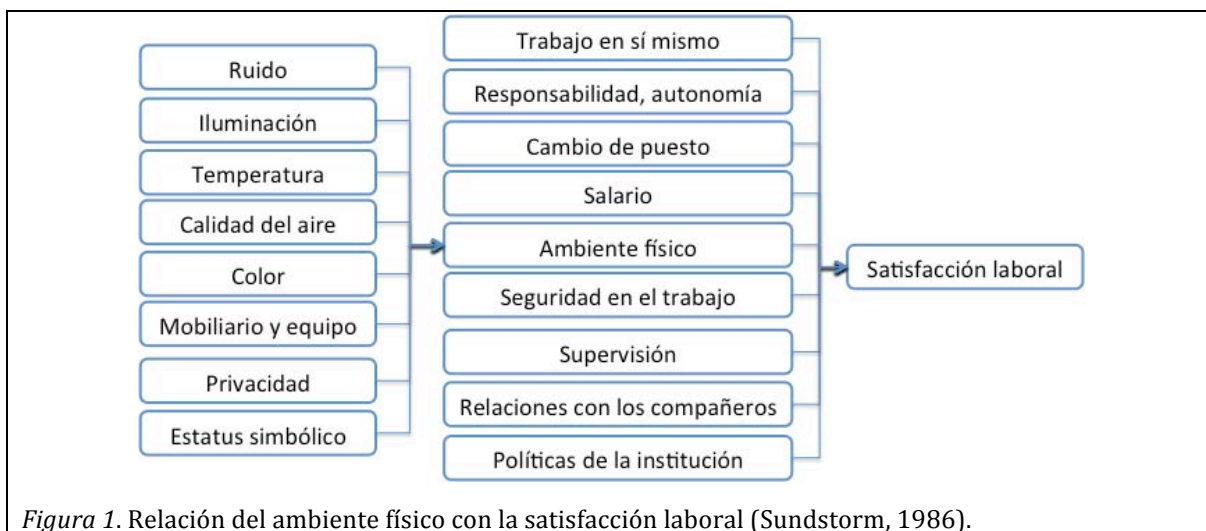 Ruido
Iluminación
Temperatura
Calidad del aire
Color
Mobiliario y equipo
Privacidad
Estatus simbólico
Trabajo en sí mismo
Responsabilidad, autonomía
Cambio de puesto
Salario
Ambiente físico
Seguridad en el trabajo
Supervisión
Relaciones con los compañeros
Políticas de la institución
Satisfacción laboral
Figura 1. Relación del ambiente físico con la satisfacción laboral (Sundstorm, 1986).